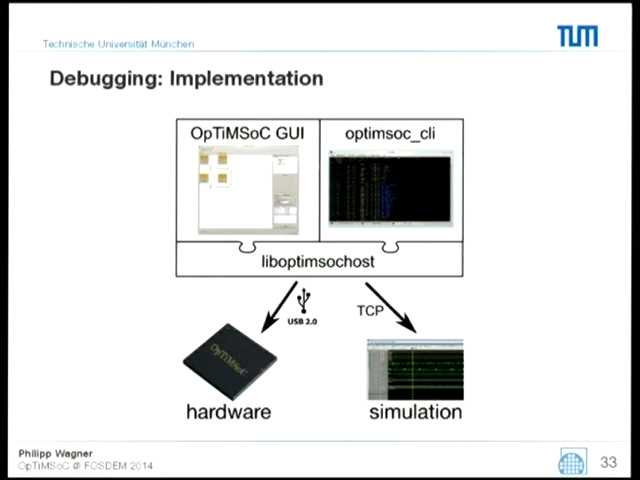 Technische Universität München
TUM
Debugging: Implementation
OpTiMSoC GUI
optimsoc_cli
liboptimsochost
USB 2.0
TCP
OpTiMSoC
hardware
simulation
Philipp Wagner
OpTiMSoC @ FOSDEM 2014
33